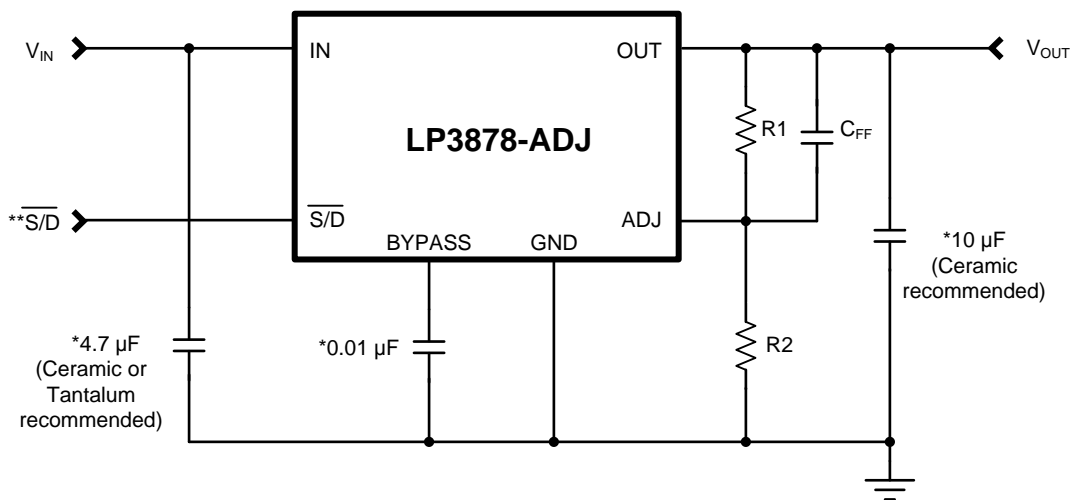 V_IN
IN
OUT
V_OUT
LP3878-ADJ
R1
C_FF
**S/D
S/D
ADJ
BYPASS
GND
*10 µF
(Ceramic
recommended)
*4.7 µF
(Ceramic or
Tantalum
recommended)
*0.01 µF
R2